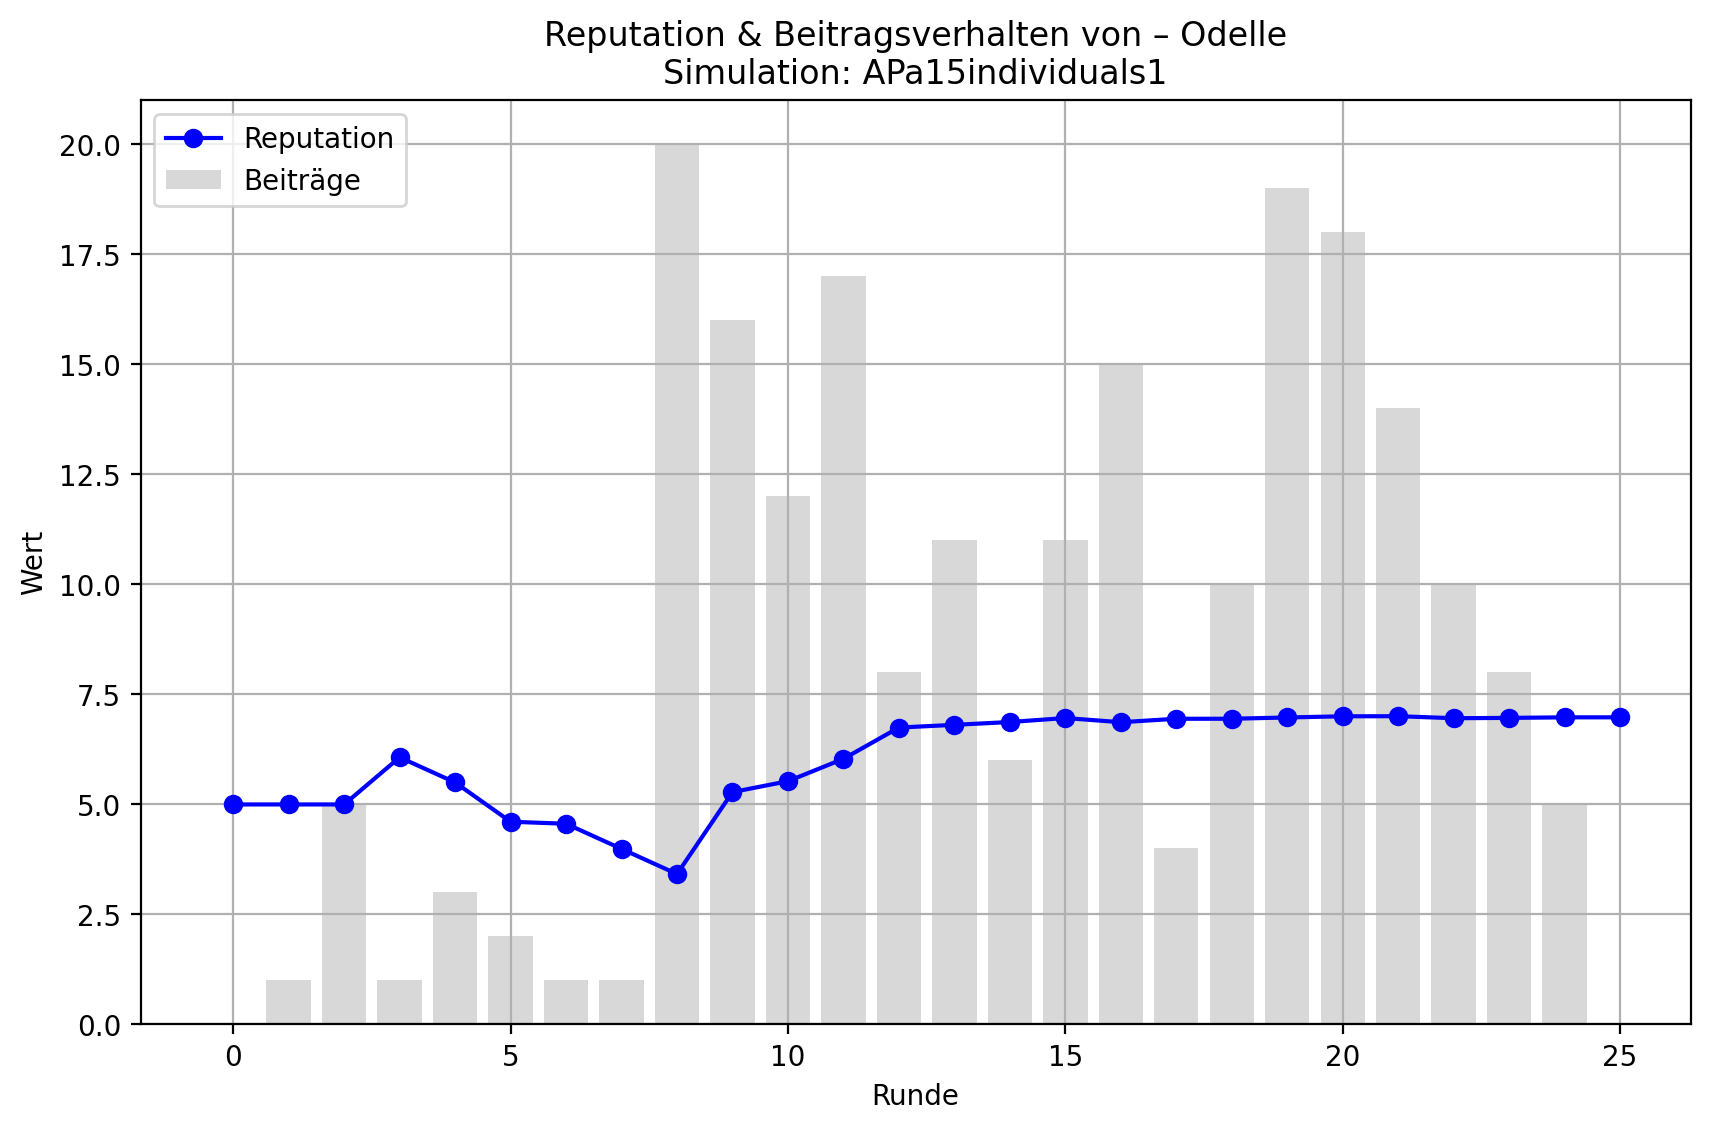 Reputation & Beitragsverhalten von – Odelle
Simulation: APa15individuals1
Reputation
Beiträge
20.0
17.5
15.0
12.5
10.0
7.5
5.0
2.5
0.0
Wert
0 5 10 15 20 25
Runde